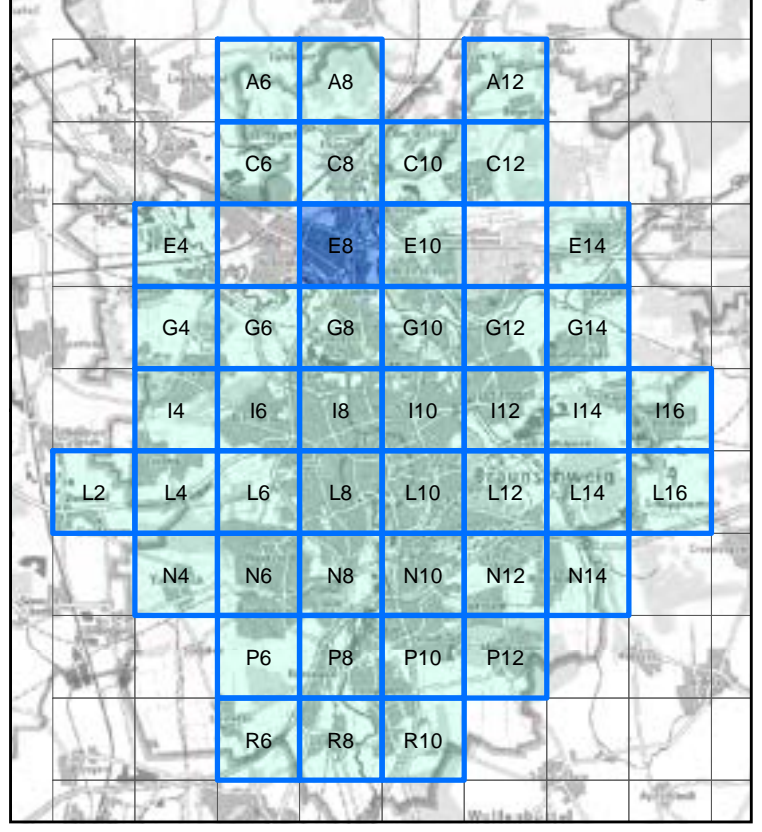 A6 A8 A12
C6 C8 C10 C12
E4 E8 E10 E14
G4 G6 G8 G10 G12 G14
I4 I6 I8 I10 I12 I14 I16
Braunschweig
L2 L4 L6 L8 L10 L12 L14 L16
N4 N6 N8 N10 N12 N14
P6 P8 P10 P12
R6 R8 R10
Wolfenbüttel